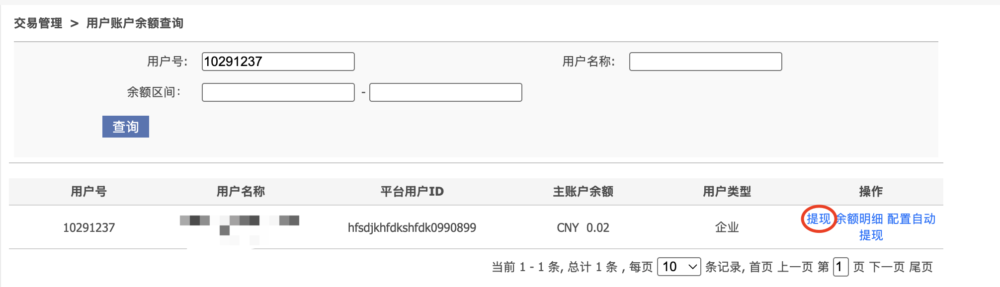 交易管理 > 用户账户余额查询
用户号: 10291237 用户名称:
余额区间: -
查询
用户号 用户名称 平台用户ID 主账户余额 用户类型 操作
10291237 hfsdjkhfdkshfdk0990899 CNY 0.02 企业 提现 余额明细 配置自动
提现
当前 1 - 1 条, 总计 1 条 , 每页 10 条记录, 首页 上一页 第 1 页 下一页 尾页